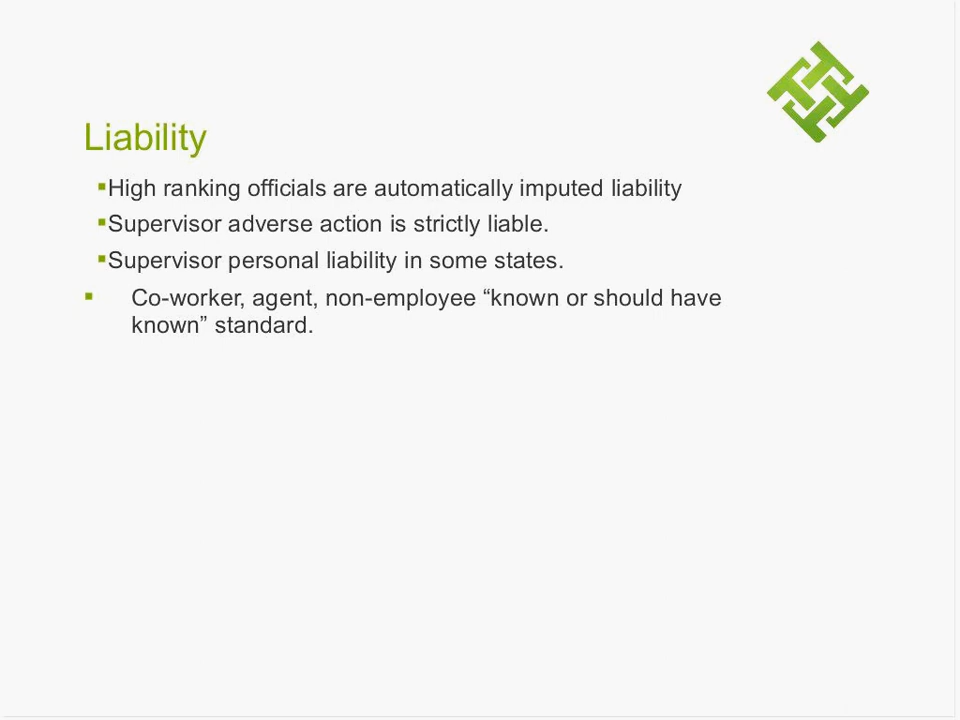 Liability
▪High ranking officials are automatically imputed liability
▪Supervisor adverse action is strictly liable.
▪Supervisor personal liability in some states.
▪ Co-worker, agent, non-employee “known or should have
known” standard.